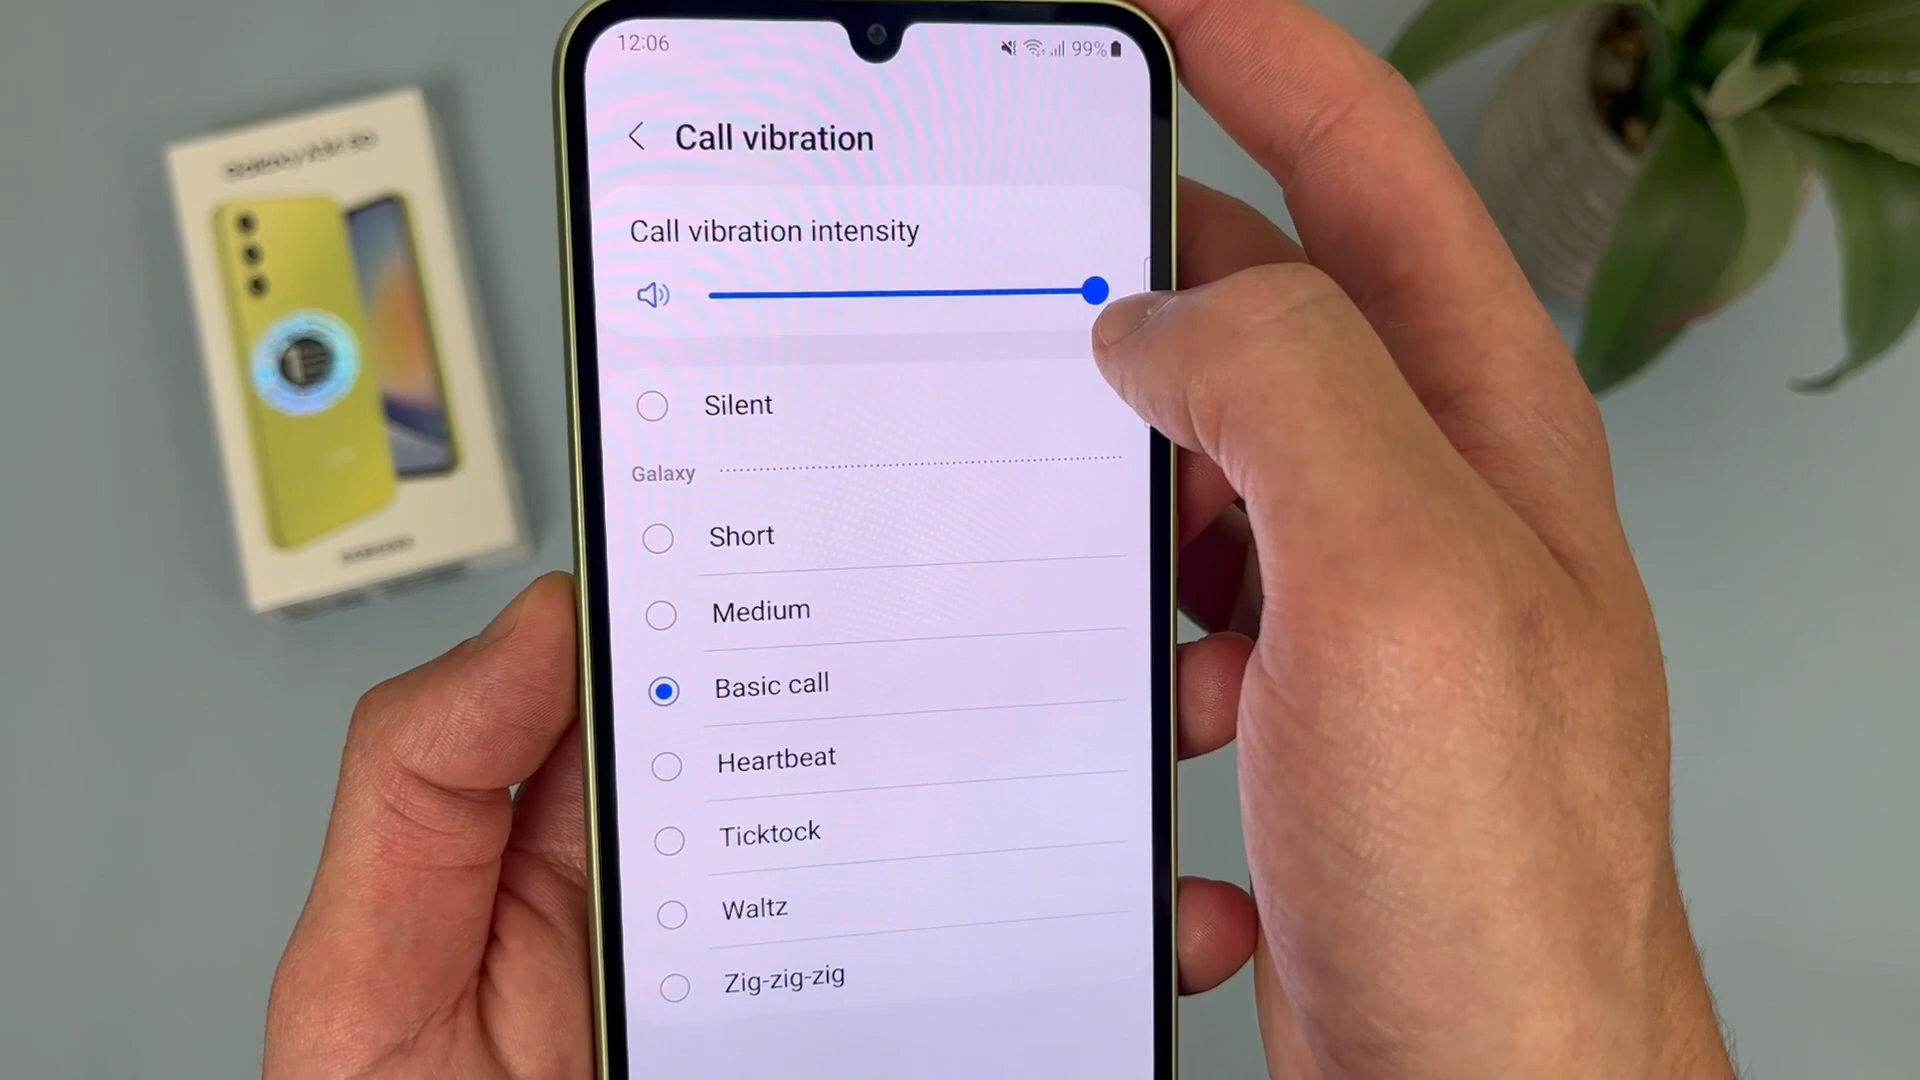 12:06
99%
Call vibration
Call vibration intensity
Silent
Galaxy
Short
Medium
Basic call
Heartbeat
Ticktock
Waltz
Zig-zig-zig